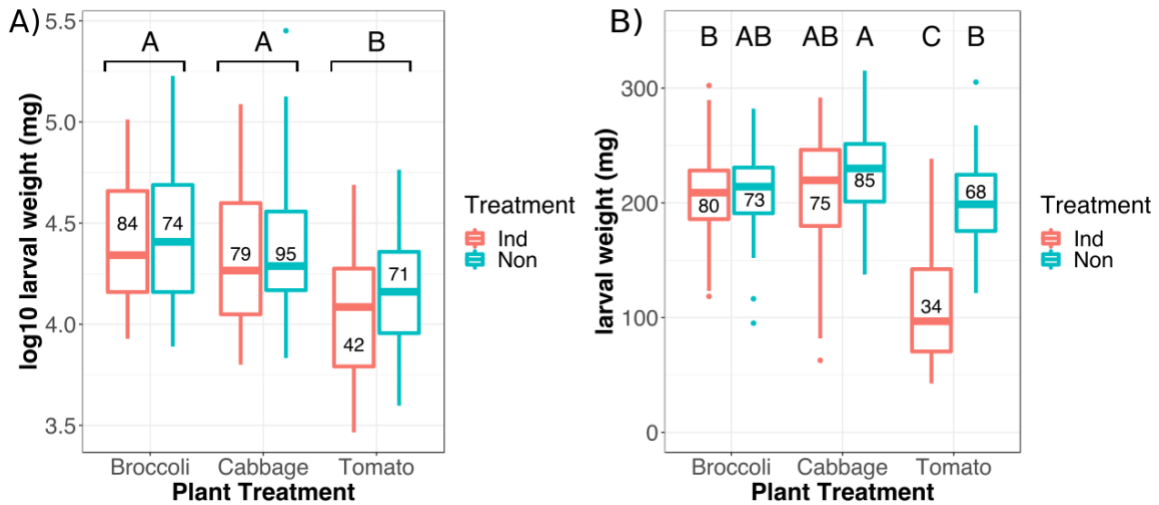 A)
A A B
5.5
5.0
4.5
4.0
3.5
log10 larval weight (mg)
84 74 79 95 42 71
Broccoli Cabbage Tomato
Plant Treatment
Treatment
Ind
Non
B)
B AB AB A C B
300
200
100
0
larval weight (mg)
80 73 75 85 34 68
Broccoli Cabbage Tomato
Plant Treatment
Treatment
Ind
Non